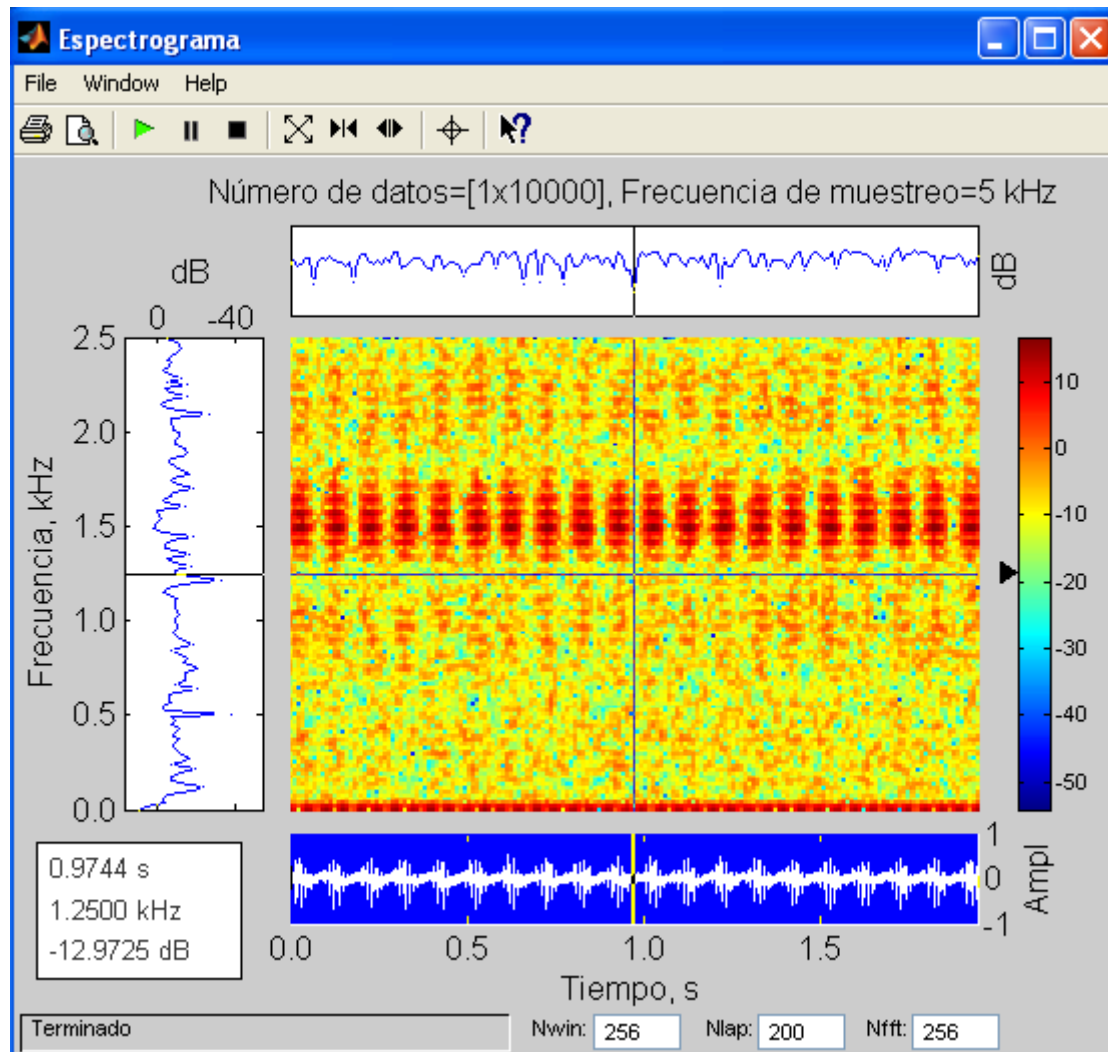 Espectrograma
File Window Help
Número de datos=[1x10000], Frecuencia de muestreo=5 kHz
dB
dB
0 -40
2.5
2.0
1.5
1.0
0.5
0.0
Frecuencia, kHz
10
0
-10
-20
-30
-40
-50
1
0
-1
Ampl
0.9744 s
1.2500 kHz
-12.9725 dB
0.0 0.5 1.0 1.5
Tiempo, s
Terminado
Nwin: 256 Nlap: 200 Nfft: 256